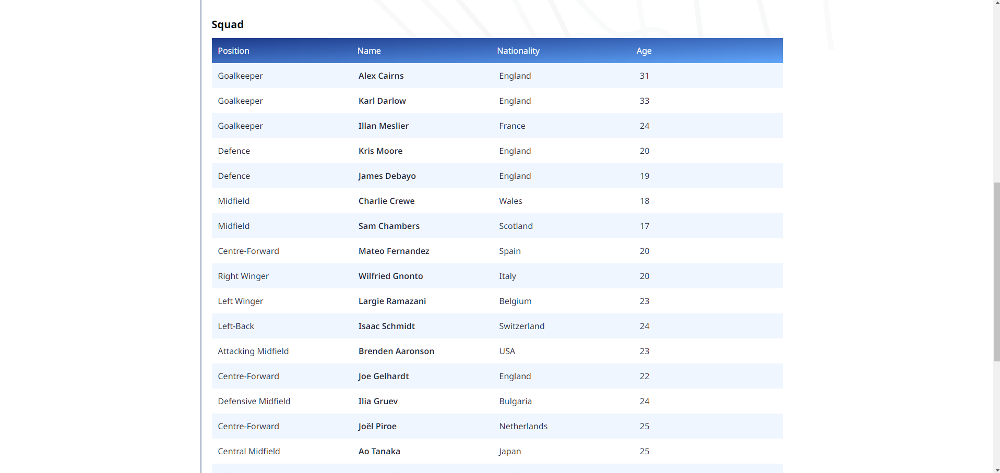 Squad
Position Name Nationality Age
Goalkeeper Alex Cairns England 31
Goalkeeper Karl Darlow England 33
Goalkeeper Illan Meslier France 24
Defence Kris Moore England 20
Defence James Debayo England 19
Midfield Charlie Crewe Wales 18
Midfield Sam Chambers Scotland 17
Centre-Forward Mateo Fernandez Spain 20
Right Winger Wilfried Gnonto Italy 20
Left Winger Largie Ramazani Belgium 23
Left-Back Isaac Schmidt Switzerland 24
Attacking Midfield Brenden Aaronson USA 23
Centre-Forward Joe Gelhardt England 22
Defensive Midfield Ilia Gruev Bulgaria 24
Centre-Forward Joël Piroe Netherlands 25
Central Midfield Ao Tanaka Japan 25